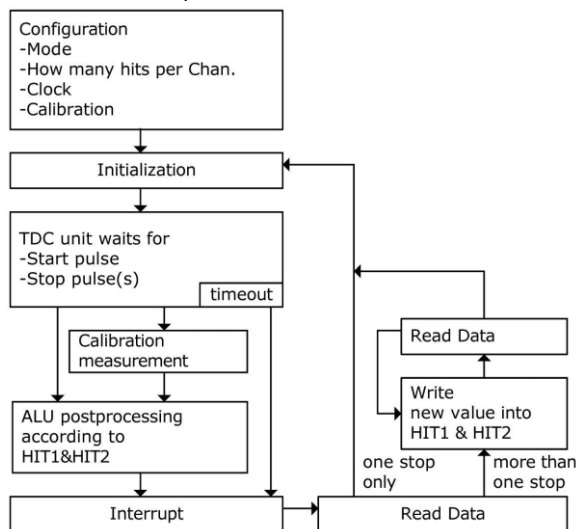 Configuration
-Mode
-How many hits per Chan.
-Clock
-Calibration
Initialization
TDC unit waits for
-Start pulse
-Stop pulse(s)
timeout
Calibration
measurement
ALU postprocessing
according to
HIT1&HIT2
Interrupt
Read Data
one stop
only
more than
one stop
Write
new value into
HIT1 & HIT2
Read Data